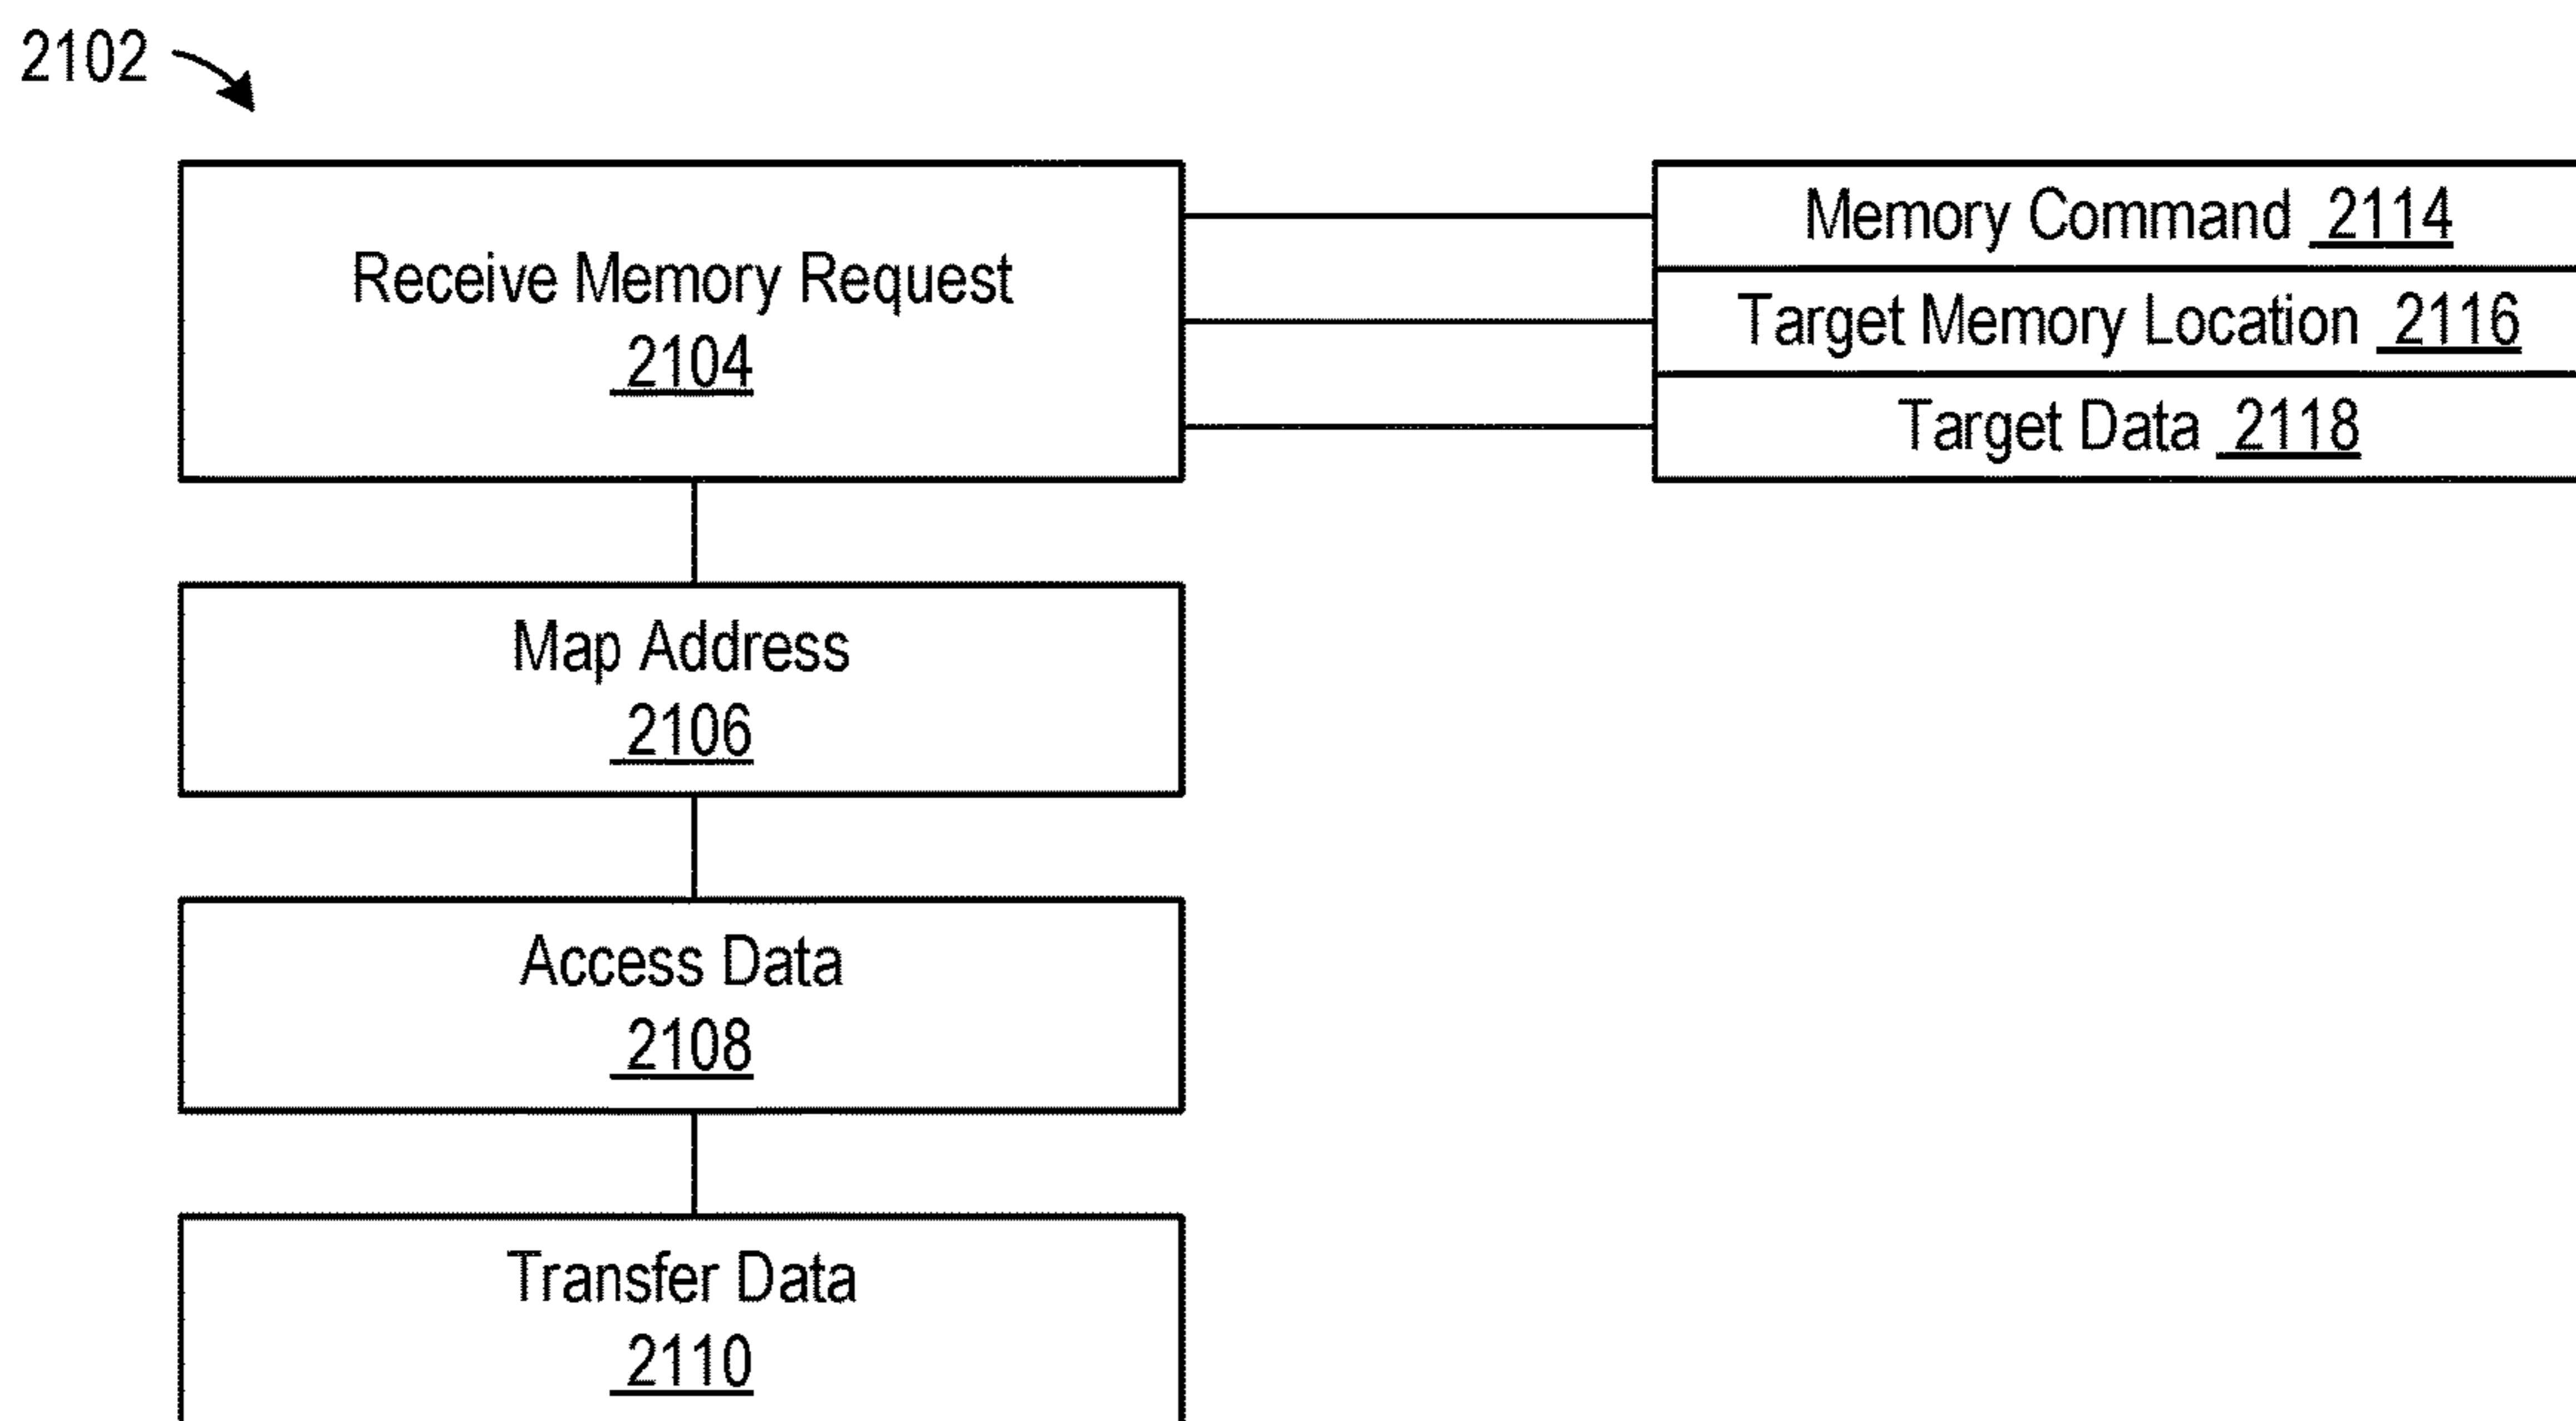 2102
Receive Memory Request
2104
Memory Command 2114
Target Memory Location 2116
Target Data 2118
Map Address
2106
Access Data
2108
Transfer Data
2110